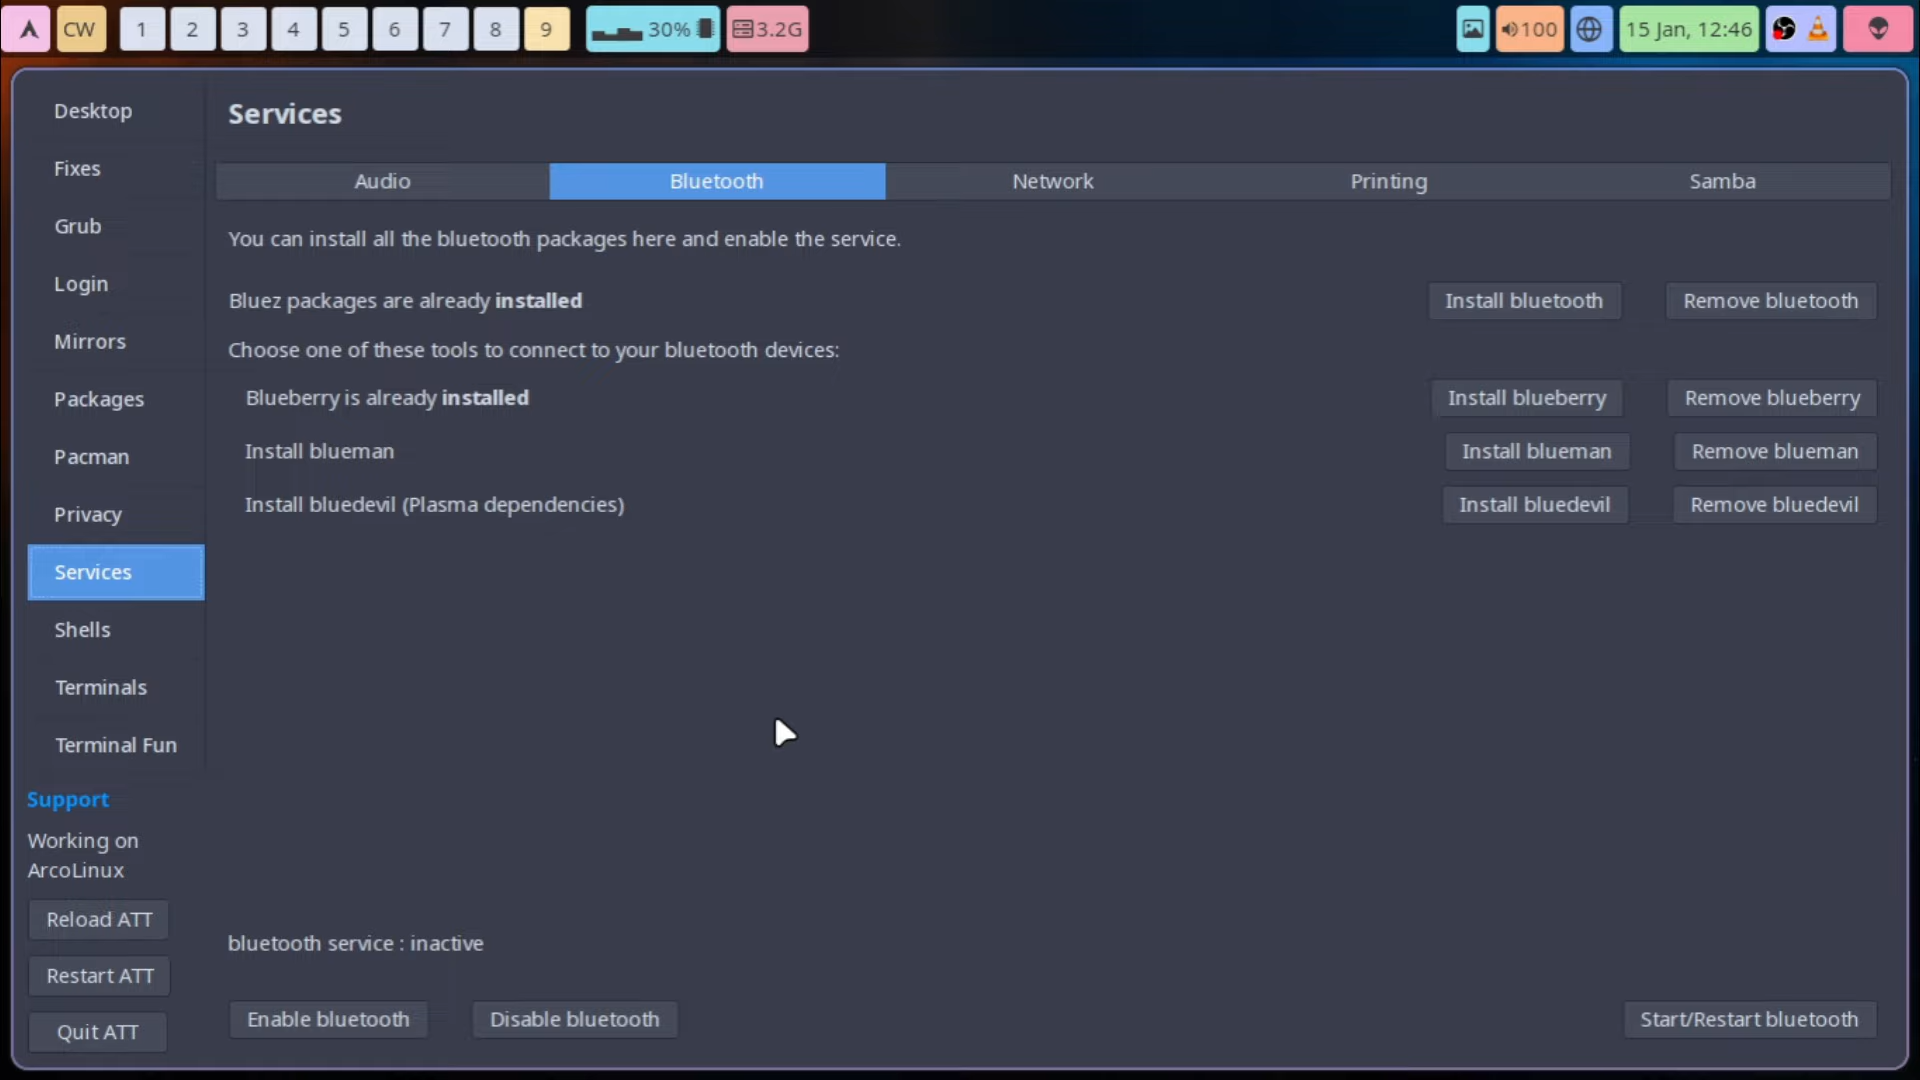 CW 1 2 3 4 5 6 7 8 9 30% 3.2G 100 15 Jan, 12:46
Desktop
Fixes
Grub
Login
Mirrors
Packages
Pacman
Privacy
Services
Shells
Terminals
Terminal Fun
Support
Working on
ArcoLinux
Reload ATT
Restart ATT
Quit ATT
Services
Audio Bluetooth Network Printing Samba
You can install all the bluetooth packages here and enable the service.
Bluez packages are already installed Install bluetooth Remove bluetooth
Choose one of these tools to connect to your bluetooth devices:
Blueberry is already installed Install blueberry Remove blueberry
Install blueman Install blueman Remove blueman
Install bluedevil (Plasma dependencies) Install bluedevil Remove bluedevil
bluetooth service : inactive
Enable bluetooth Disable bluetooth Start/Restart bluetooth